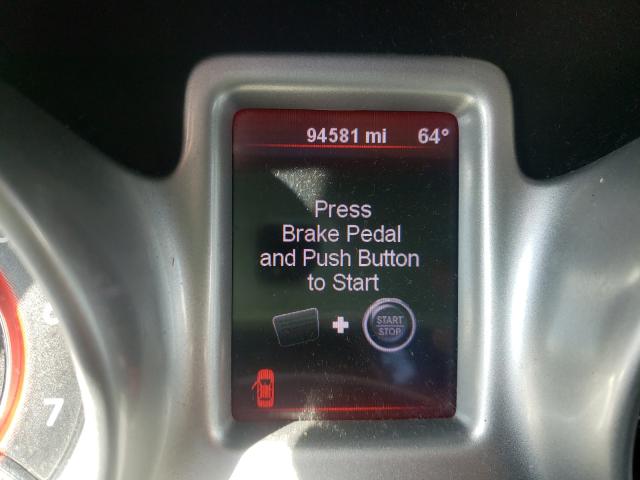 94581 mi 64°
Press
Brake Pedal
and Push Button
to Start
START
STOP
7